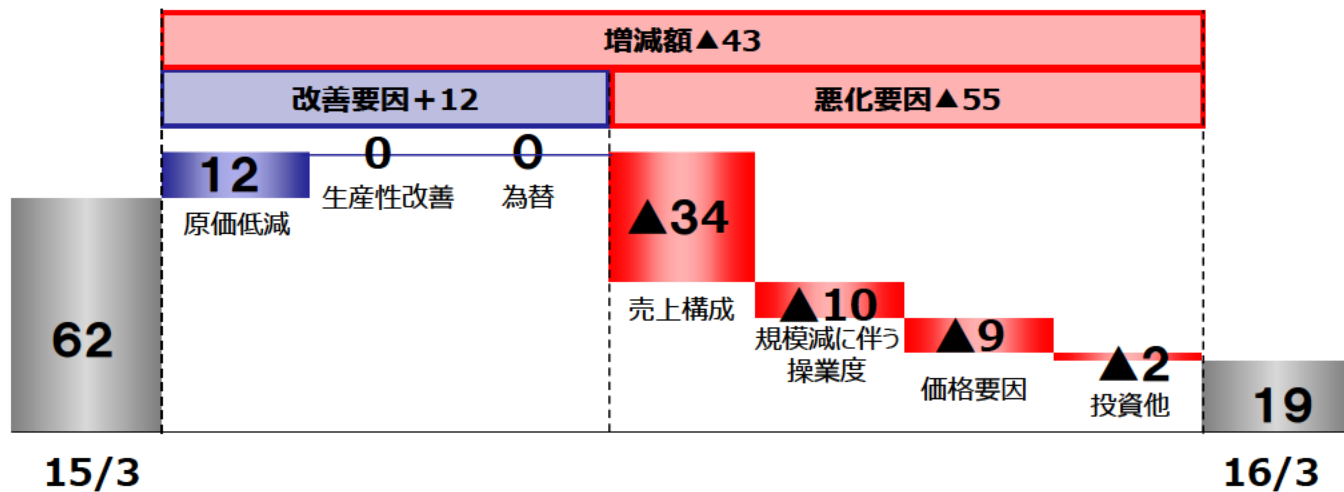 増減額▲43
改善要因＋12
悪化要因▲55
12
0
0
原価低減
生産性改善
為替
▲34
売上構成
▲10
規模減に伴う
操業度
▲9
価格要因
▲2
投資他
62
19
15/3
16/3